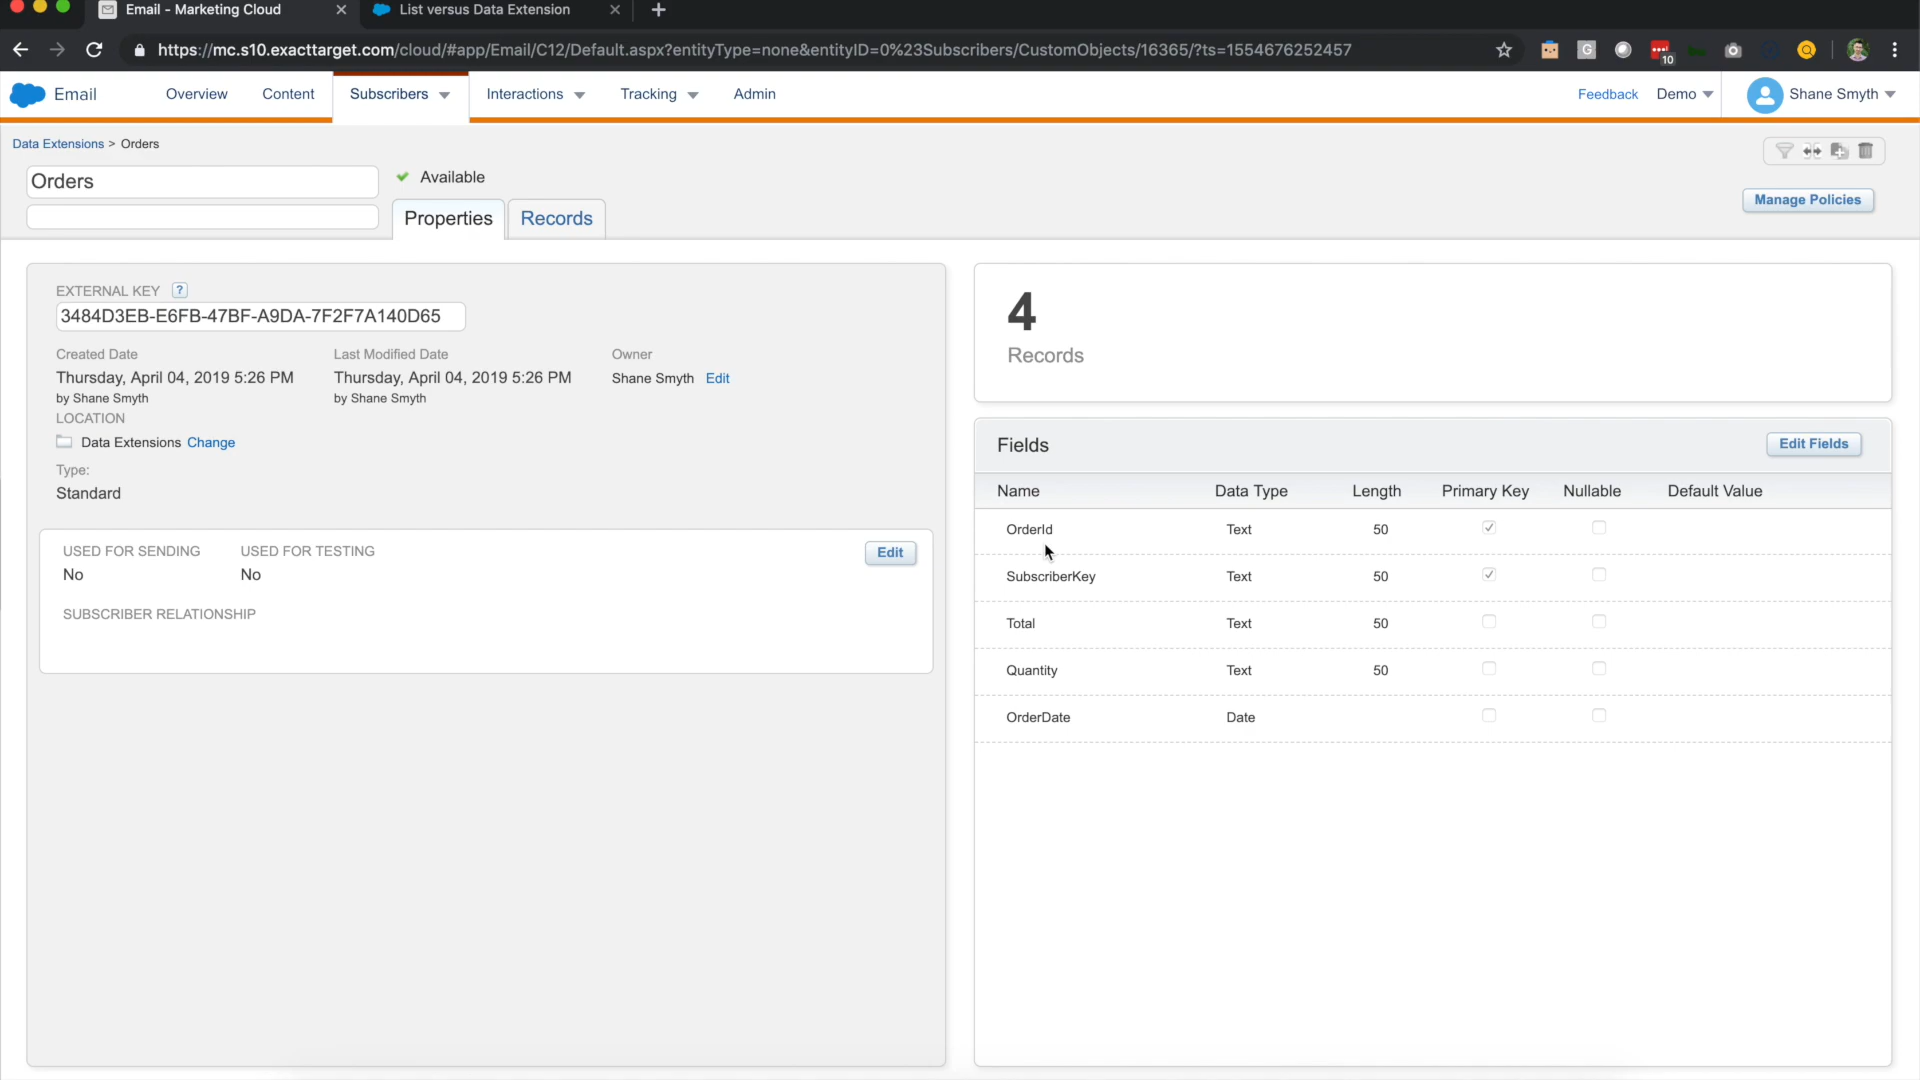 Email - Marketing Cloud
List versus Data Extension
https://mc.s10.exacttarget.com/cloud/#app/Email/C12/Default.aspx?entityType=none&entityID=0%23Subscribers/CustomObjects/16365/?ts=1554676252457
G
10
Email
Overview
Content
Subscribers
Interactions
Tracking
Admin
Feedback
Demo
Shane Smyth
Data Extensions > Orders
Orders
Available
Properties
Records
Manage Policies
EXTERNAL KEY ?
3484D3EB-E6FB-47BF-A9DA-7F2F7A140D65
Created Date
Thursday, April 04, 2019 5:26 PM
by Shane Smyth
Last Modified Date
Thursday, April 04, 2019 5:26 PM
by Shane Smyth
Owner
Shane Smyth Edit
LOCATION
Data Extensions Change
Type:
Standard
USED FOR SENDING
No
USED FOR TESTING
No
Edit
SUBSCRIBER RELATIONSHIP
4
Records
Fields
Edit Fields
Name Data Type Length Primary Key Nullable Default Value
OrderId Text 50
SubscriberKey Text 50
Total Text 50
Quantity Text 50
OrderDate Date